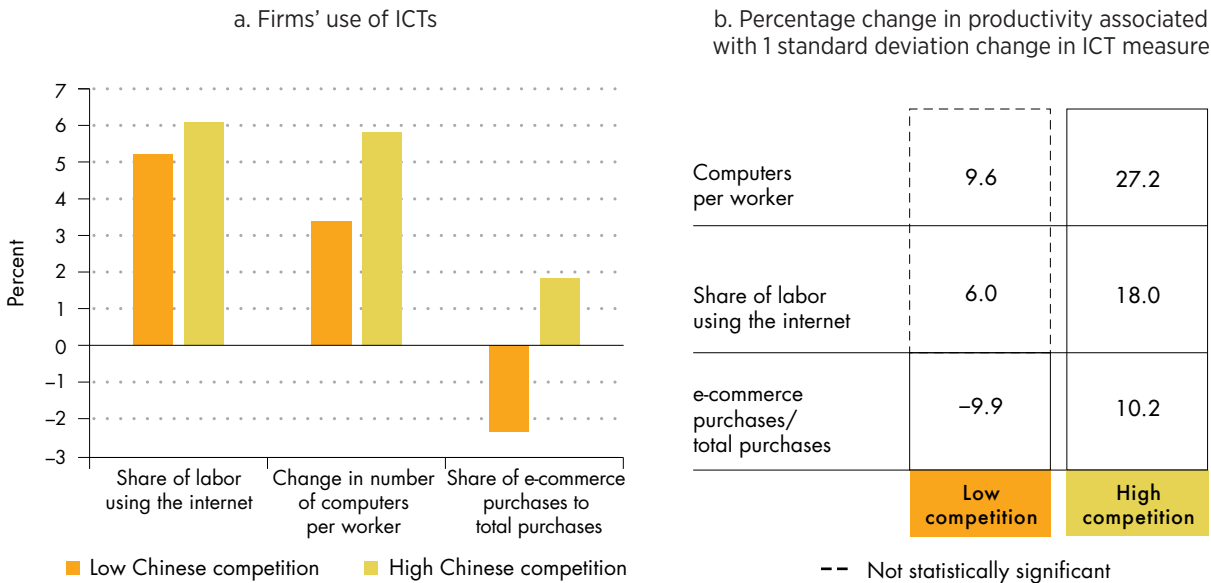 a. Firms’ use of ICTs
Percent
7
6
5
4
3
2
1
0
–1
–2
–3
Share of labor
using the internet
Change in number
of computers
per worker
Share of e-commerce
purchases to
total purchases
Low Chinese competition
High Chinese competition
b. Percentage change in productivity associated
with 1 standard deviation change in ICT measure
Computers
per worker
9.6
27.2
Share of labor
using the internet
6.0
18.0
e-commerce
purchases/
total purchases
–9.9
10.2
Low
competition
High
competition
Not statistically significant